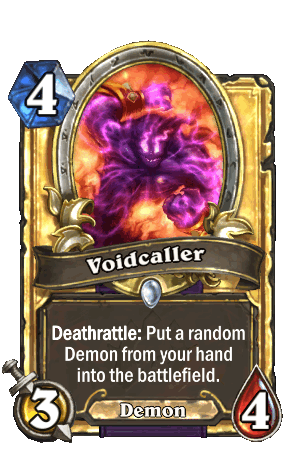 4
Voidcaller
Deathrattle: Put a random
Demon from your hand
into the battlefield.
3
Demon
4